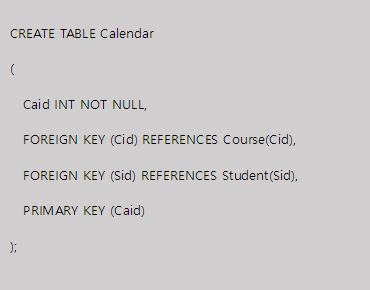 CREATE TABLE Calendar
(
Caid INT NOT NULL,
FOREIGN KEY (Cid) REFERENCES Course(Cid),
FOREIGN KEY (Sid) REFERENCES Student(Sid),
PRIMARY KEY (Caid)
);